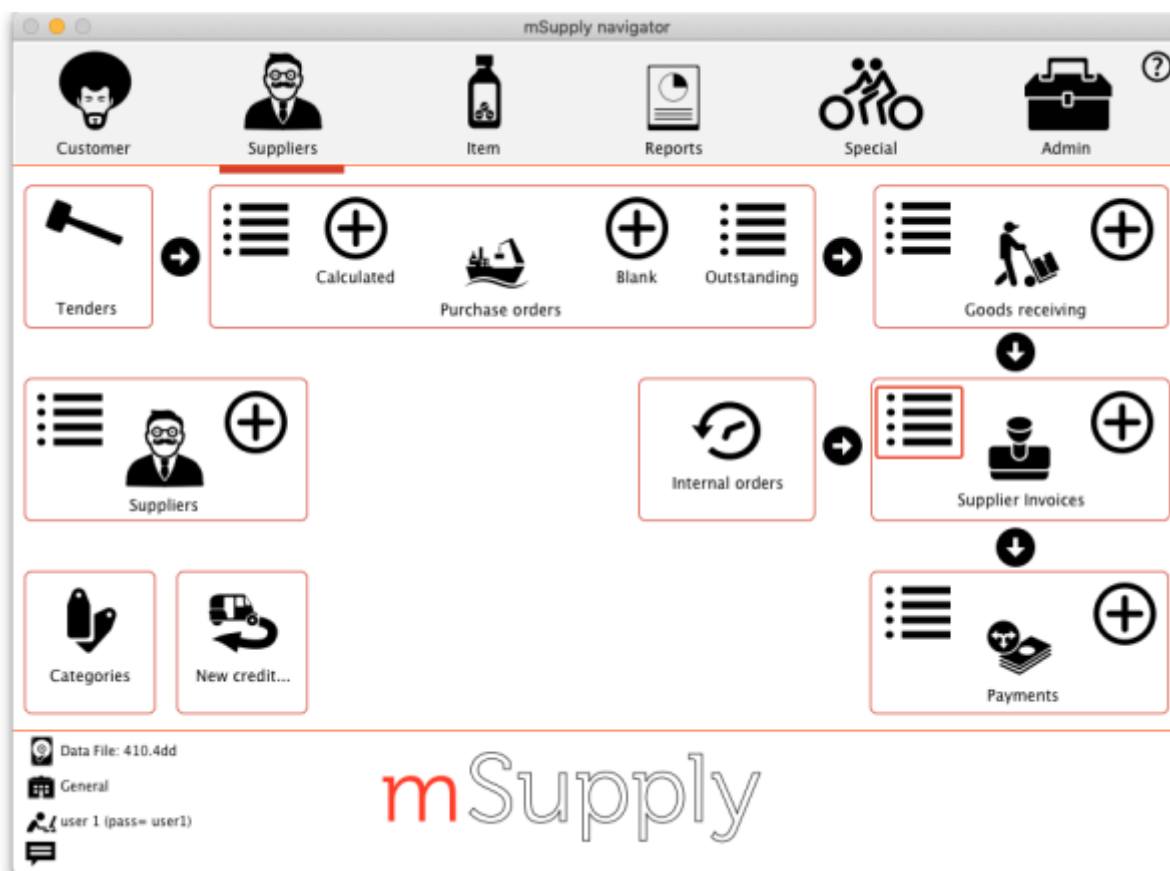 mSupply navigator
?
Customer
Suppliers
Item
Reports
Special
Admin
Tenders
Calculated
Blank
Outstanding
Purchase orders
Goods receiving
Suppliers
Internal orders
Supplier Invoices
Categories
New credit...
Payments
Data File: 410.4dd
General
user 1 (pass= user1)
mSupply